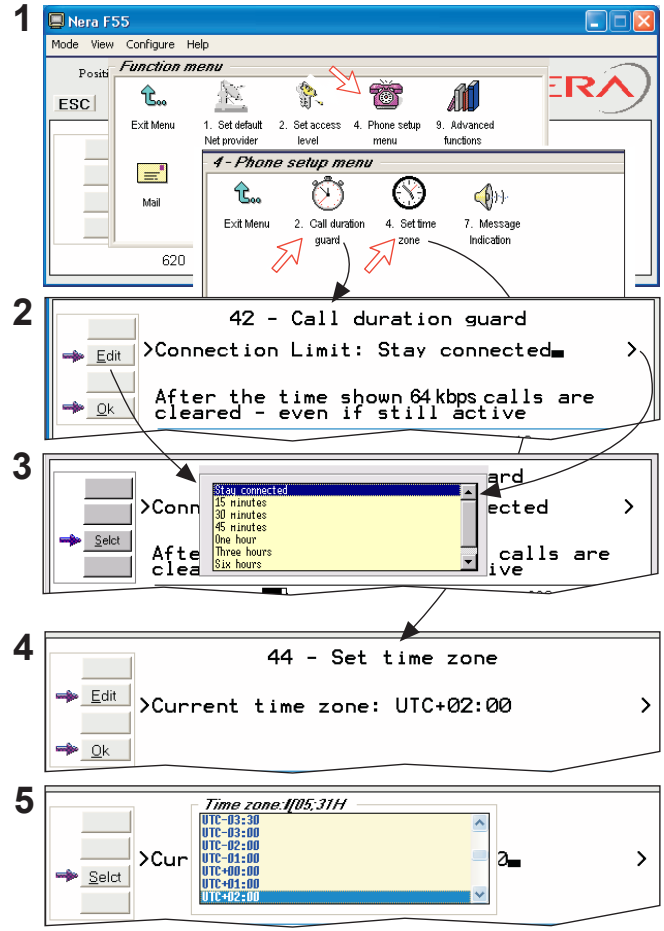 1
Nera F55
Mode View Configure Help
Positi
Function menu
ERA
ESC
Exit Menu
1. Set default
Net provider
2. Set access
level
4. Phone setup
menu
9. Advanced
functions
Mail
4 - Phone setup menu
Exit Menu
2. Call duration
guard
4. Set time
zone
7. Message
Indication
620
2
42 - Call duration guard
Edit
>Connection Limit: Stay connected >
Ok
After the time shown 64 kbps calls are
cleared - even if still active
3
ard
Stay connected
15 minutes
30 minutes
45 minutes
One hour
Three hours
Six hours
>Conn ected >
Selct
Afte calls are
clea ive
4
44 - Set time zone
Edit
>Current time zone: UTC+02:00 >
Ok
5
Time zone:![05;31H
UTC-03:30
UTC-03:00
UTC-02:00
UTC-01:00
UTC+00:00
UTC+01:00
UTC+02:00
>Cur >
Selct